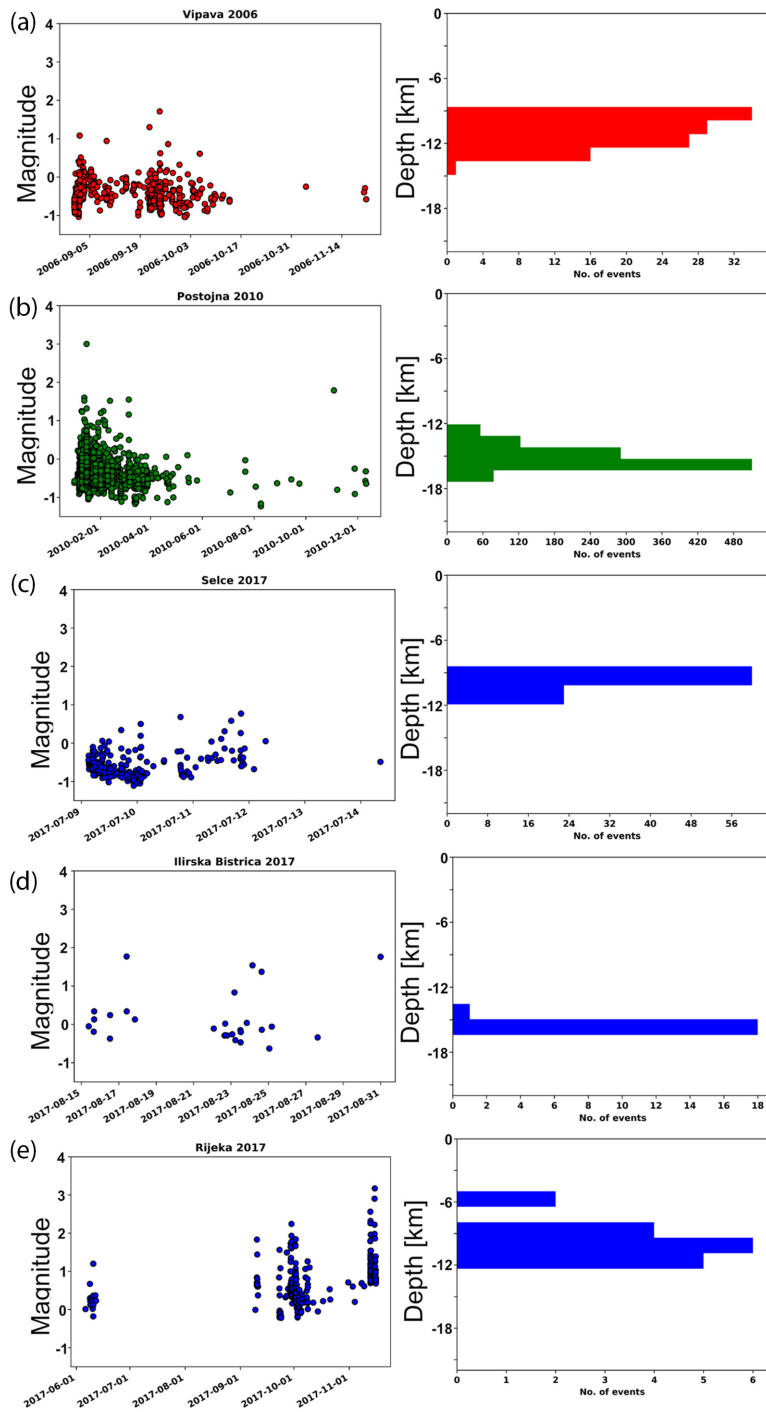 (a)
Vipava 2006
4
3
2
1
0
-1
Magnitude
2006-09-05
2006-09-19
2006-10-03
2006-10-17
2006-10-31
2006-11-14
0
-6
-12
-18
Depth [km]
0 4 8 12 16 20 24 28 32
No. of events
(b)
Postojna 2010
4
3
2
1
0
-1
Magnitude
2010-02-01
2010-04-01
2010-06-01
2010-08-01
2010-10-01
2010-12-01
0
-6
-12
-18
Depth [km]
0 60 120 180 240 300 360 420 480
No. of events
(c)
Selce 2017
4
3
2
1
0
-1
Magnitude
2017-07-09
2017-07-10
2017-07-11
2017-07-12
2017-07-13
2017-07-14
0
-6
-12
-18
Depth [km]
0 8 16 24 32 40 48 56
No. of events
(d)
Ilirska Bistrica 2017
4
3
2
1
0
-1
Magnitude
2017-08-15
2017-08-17
2017-08-19
2017-08-21
2017-08-23
2017-08-25
2017-08-27
2017-08-29
2017-08-31
0
-6
-12
-18
Depth [km]
0 2 4 6 8 10 12 14 16 18
No. of events
(e)
Rijeka 2017
4
3
2
1
0
-1
Magnitude
2017-06-01
2017-07-01
2017-08-01
2017-09-01
2017-10-01
2017-11-01
0
-6
-12
-18
Depth [km]
0 1 2 3 4 5 6
No. of events